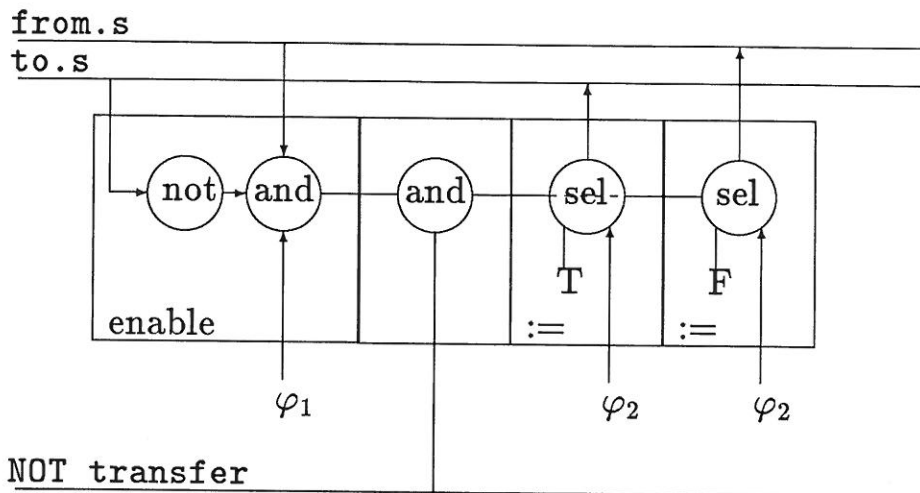 from.s
to.s
not and and sel sel
T F
enable := :=
φ₁ φ₂ φ₂
NOT transfer